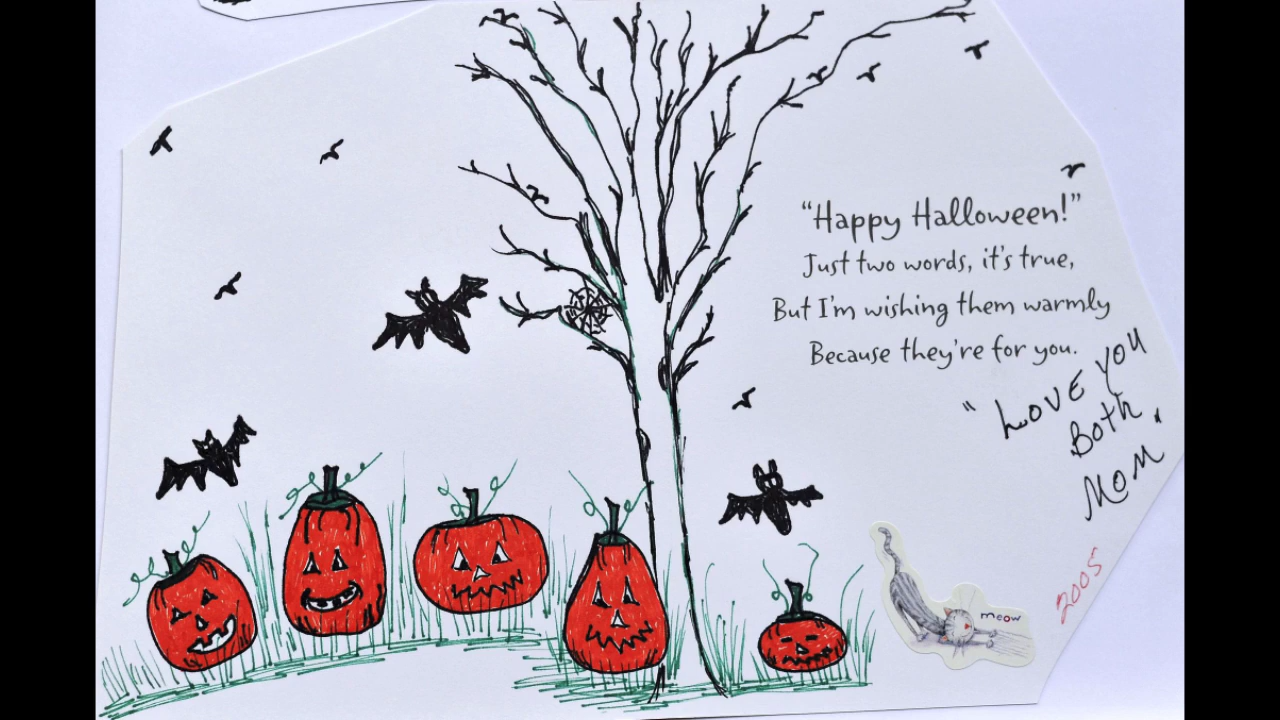 “Happy Halloween!”
Just two words, it's true,
But I'm wishing them warmly
Because they're for you.
" LOVE YOU
Both,
MOM
2005
meow